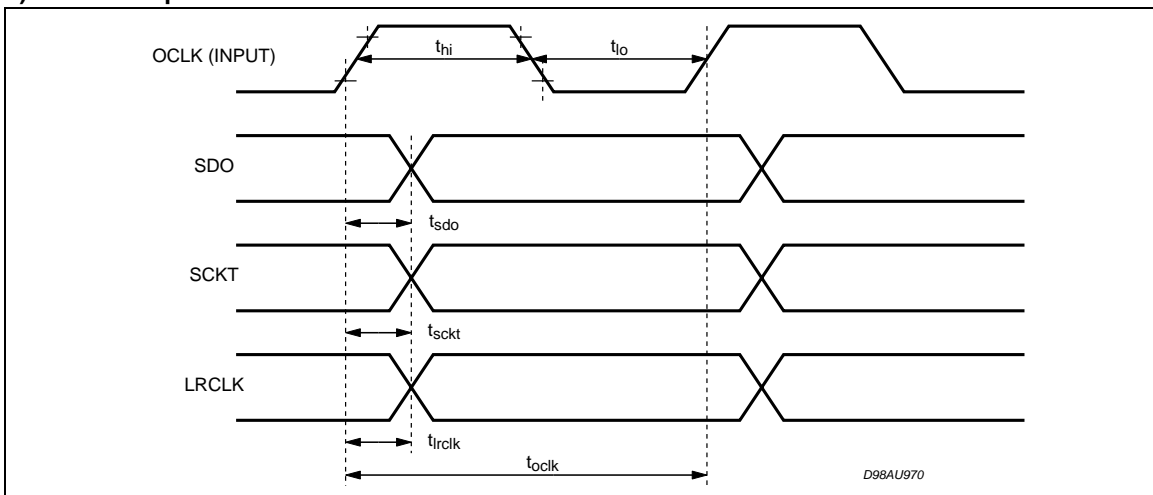 OCLK (INPUT)
thi
tlo
SDO
tsdo
SCKT
tsckt
LRCLK
tlrclk
toclk
D98AU970